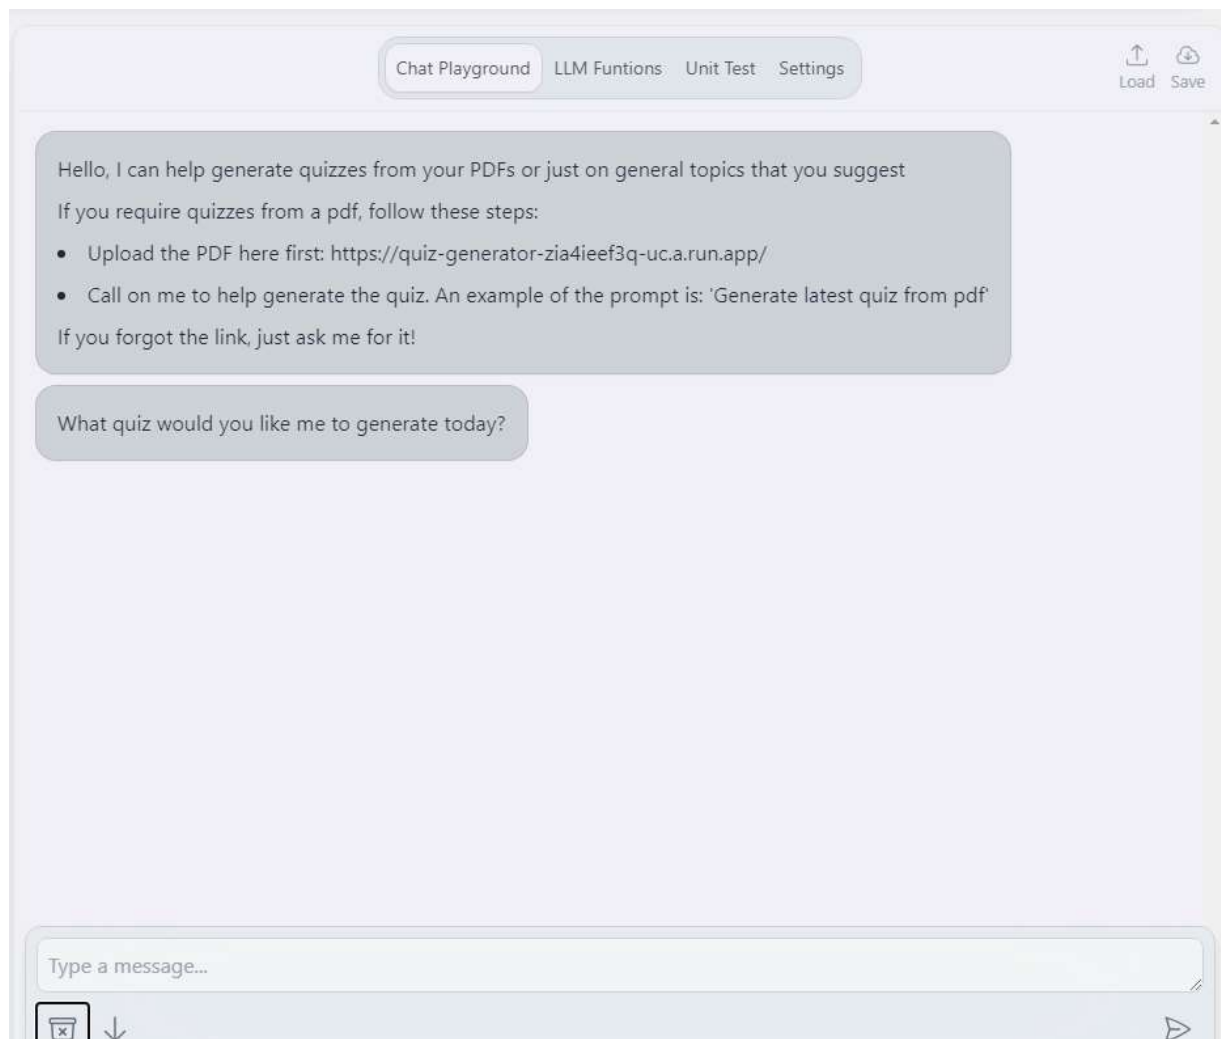 Chat Playground LLM Funtions Unit Test Settings
Load Save
Hello, I can help generate quizzes from your PDFs or just on general topics that you suggest
If you require quizzes from a pdf, follow these steps:
• Upload the PDF here first: https://quiz-generator-zia4ieef3q-uc.a.run.app/
• Call on me to help generate the quiz. An example of the prompt is: 'Generate latest quiz from pdf'
If you forgot the link, just ask me for it!
What quiz would you like me to generate today?
Type a message...